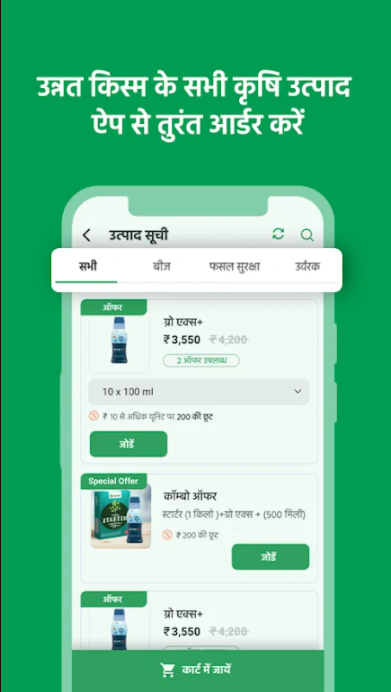 उन्नत किस्म के सभी कृषि उत्पाद
ऐप से तुरंत आर्डर करें
उत्पाद सूची
सभी बीज फसल सुरक्षा उर्वरक
ऑफर
ग्रो एक्स+
₹3,550 ₹4,200
2 ऑफर उपलब्ध
10 x 100 ml
₹ 10 से अधिक यूनिट पर 200 की छूट
जोडें
Special Offer
कॉम्बो ऑफर
स्टार्टर (1 किलो )+ग्रो एक्स + (500 मिली)
STARTER
₹ 200 की छूट
जोडें
ऑफर
ग्रो एक्स+
₹3,550 ₹4,200
कार्ट में जायें